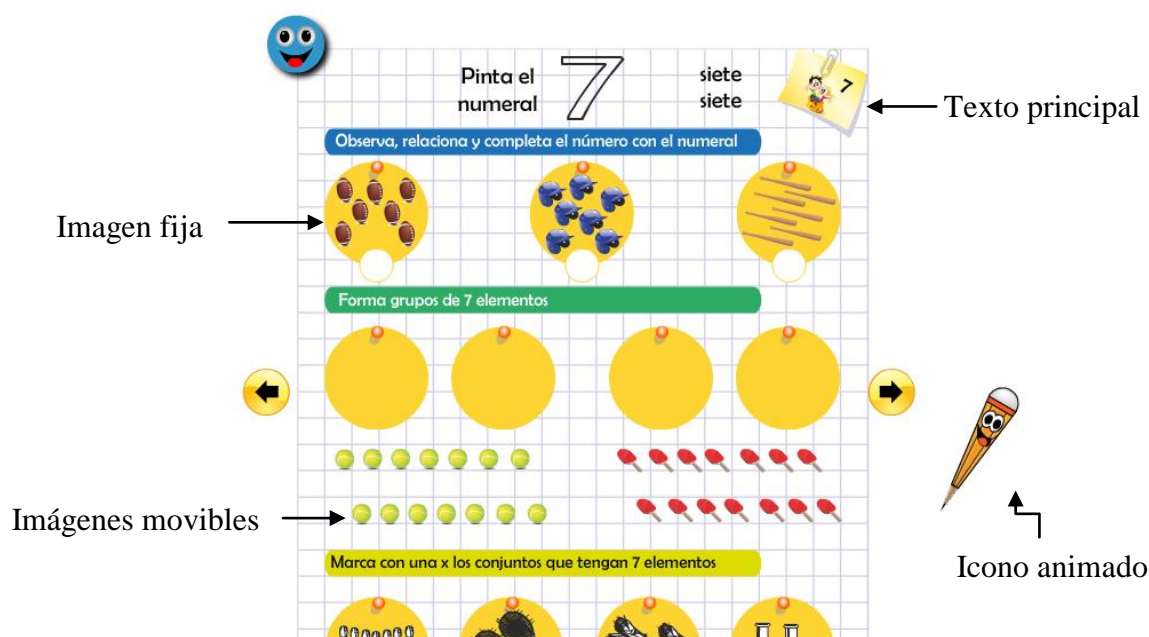 Pinta el
numeral
7
siete
siete
7
Texto principal
Observa, relaciona y completa el número con el numeral
Imagen fija
Forma grupos de 7 elementos
Imágenes movibles
Icono animado
Marca con una x los conjuntos que tengan 7 elementos